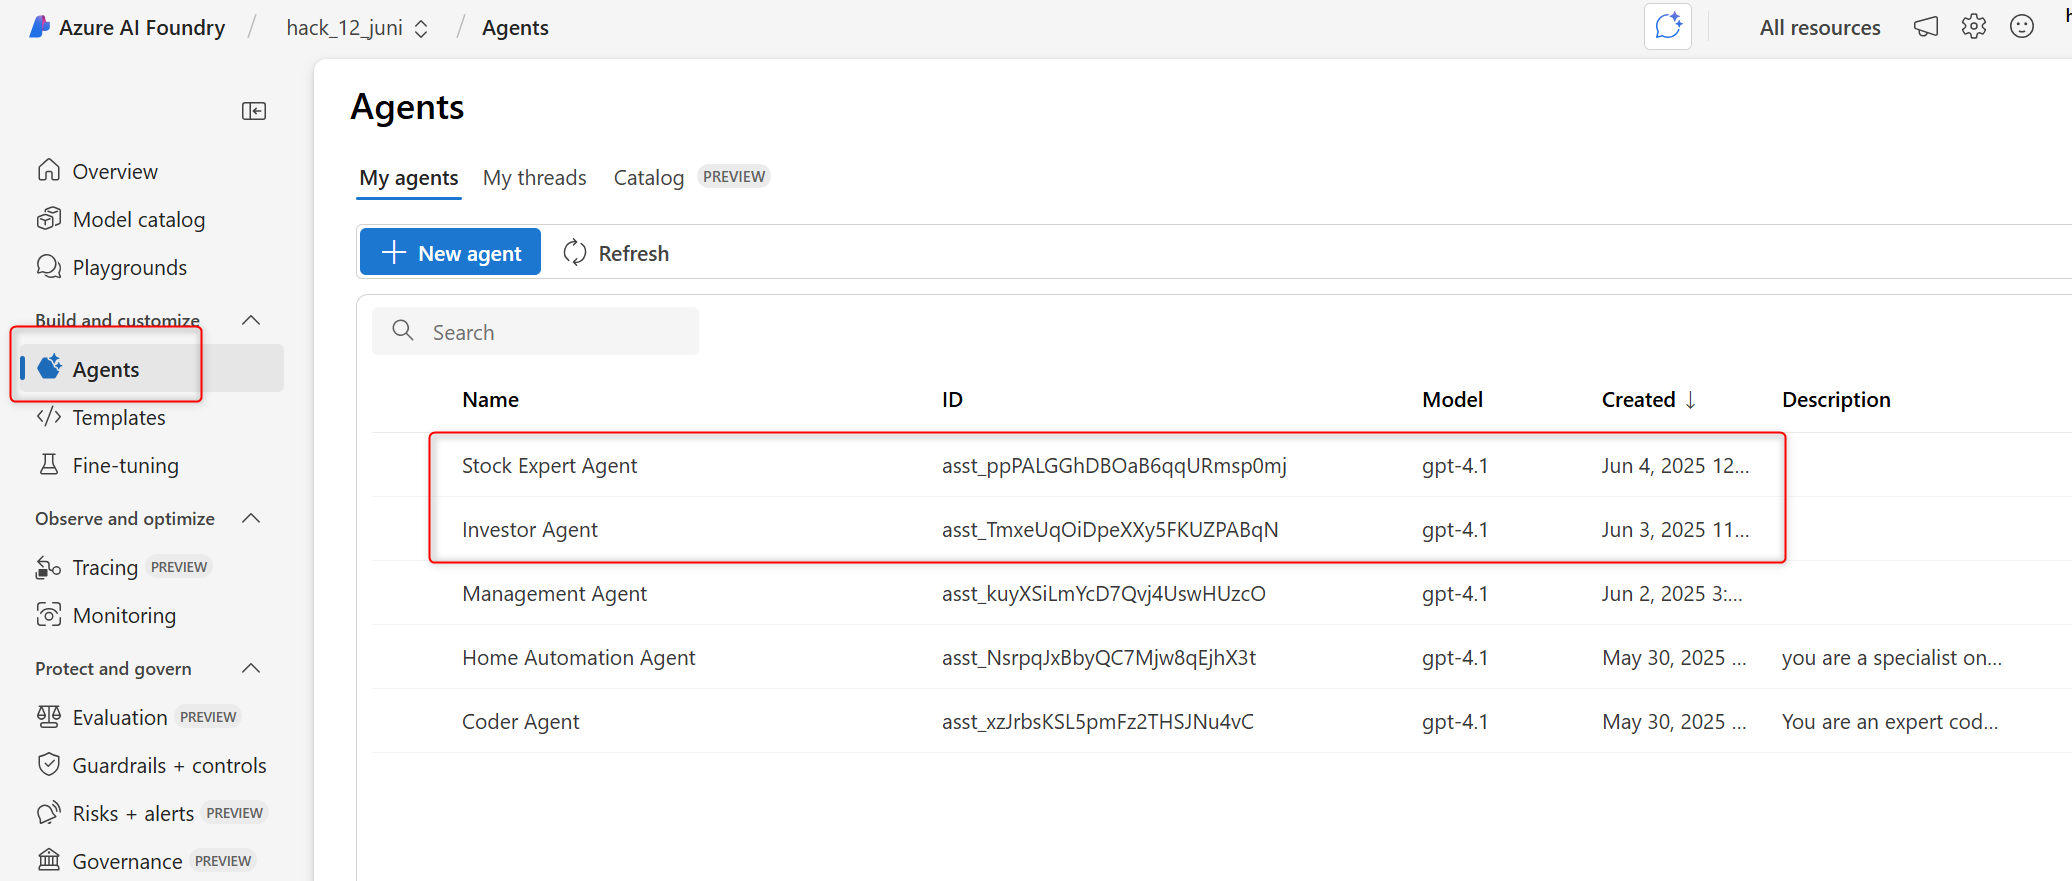 Azure AI Foundry / hack_12_juni / Agents All resources
Agents
My agents My threads Catalog PREVIEW
New agent Refresh
Search
Overview
Model catalog
Playgrounds
Build and customize
Agents
Templates
Fine-tuning
Observe and optimize
Tracing PREVIEW
Monitoring
Protect and govern
Evaluation PREVIEW
Guardrails + controls
Risks + alerts PREVIEW
Governance PREVIEW
Name ID Model Created ↓ Description
Stock Expert Agent asst_ppPALGGhDBOaB6qqURmsp0mj gpt-4.1 Jun 4, 2025 12...
Investor Agent asst_TmxeUqOiDpeXXy5FKUZPABqN gpt-4.1 Jun 3, 2025 11...
Management Agent asst_kuyXSiLmYcD7Qvj4UswHUzcO gpt-4.1 Jun 2, 2025 3:...
Home Automation Agent asst_NsrpqJxBbyQC7Mjw8qEjhX3t gpt-4.1 May 30, 2025 ... you are a specialist on...
Coder Agent asst_xzJrbsKSL5pmFz2THSJNu4vC gpt-4.1 May 30, 2025 ... You are an expert cod...